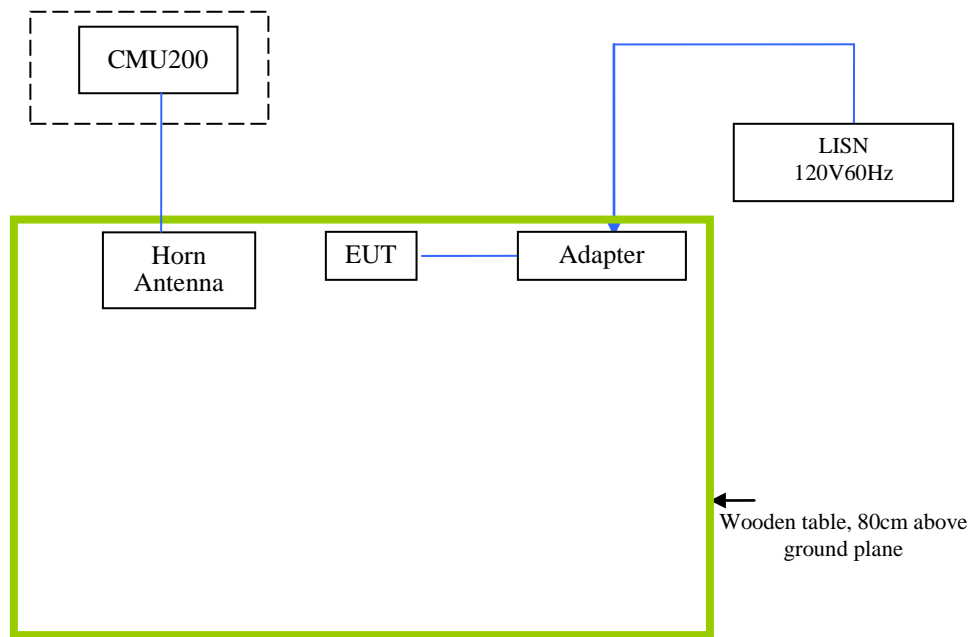 CMU200
LISN
120V60Hz
Horn
Antenna
EUT
Adapter
Wooden table, 80cm above
ground plane